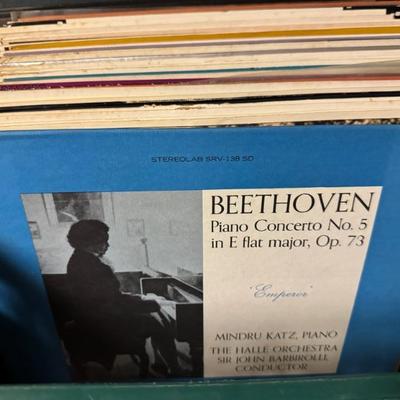 STEREOLAB SRV-138 SD
BEETHOVEN
Piano Concerto No. 5
in E flat major, Op. 73
'Emperor'
MINDRU KATZ, PIANO
THE HALLE ORCHESTRA
SIR JOHN BARBIROLLI,
CONDUCTOR